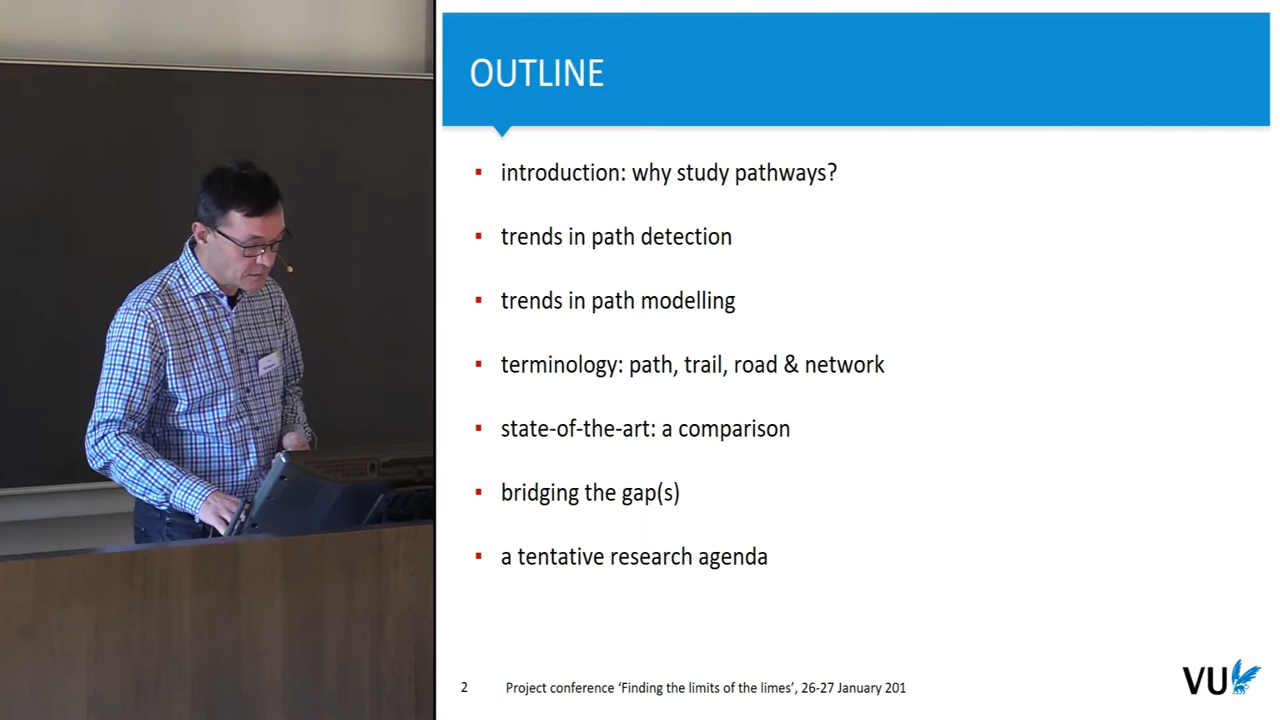 OUTLINE
introduction: why study pathways?
trends in path detection
trends in path modelling
terminology: path, trail, road & network
state-of-the-art: a comparison
bridging the gap(s)
a tentative research agenda
2 Project conference ‘Finding the limits of the limes’, 26-27 January 201
VU